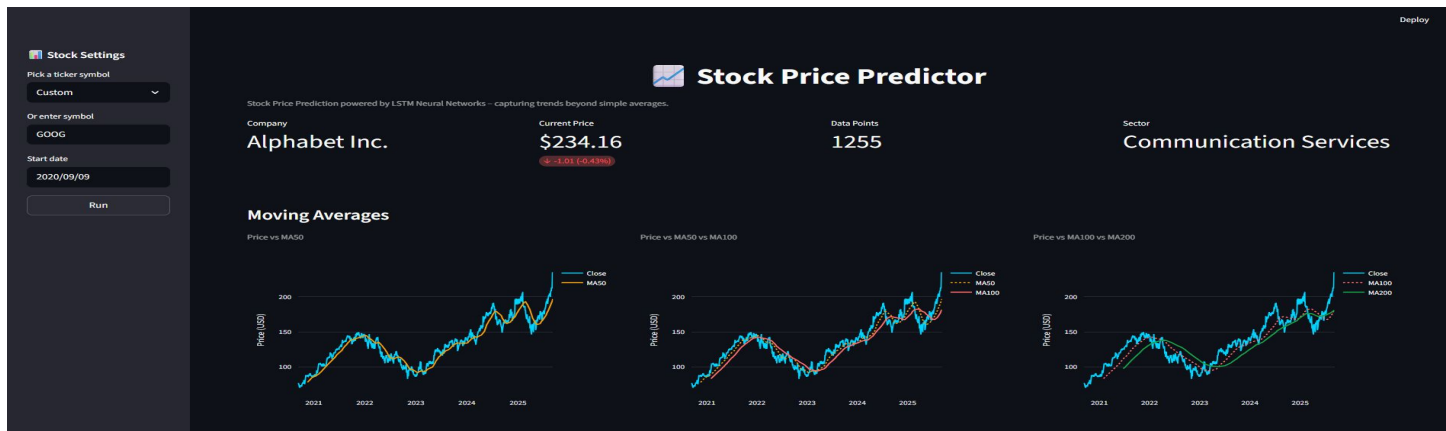 Deploy
Stock Settings
Pick a ticker symbol
Custom
Or enter symbol
GOOG
Start date
2020/09/09
Run
Stock Price Predictor
Stock Price Prediction powered by LSTM Neural Networks – capturing trends beyond simple averages.
Company
Alphabet Inc.
Current Price
$234.16
↓ -1.01 (-0.43%)
Data Points
1255
Sector
Communication Services
Moving Averages
Price vs MA50
Close
MA50
Price (USD)
200
150
100
2021 2022 2023 2024 2025
Price vs MA50 vs MA100
Close
MA50
MA100
Price (USD)
200
150
100
2021 2022 2023 2024 2025
Price vs MA100 vs MA200
Close
MA100
MA200
Price (USD)
200
150
100
2021 2022 2023 2024 2025